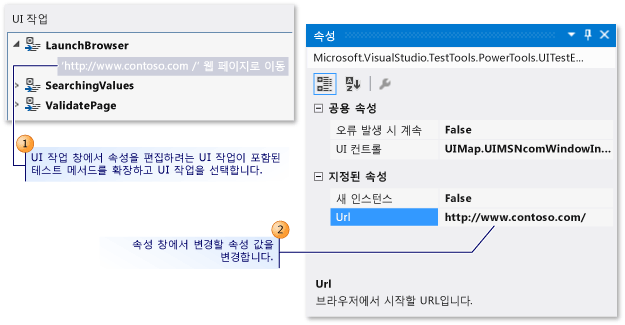 UI 작업
LaunchBrowser
'http://www.contoso.com /' 웹 페이지로 이동
SearchingValues
ValidatePage
1
UI 작업 창에서 속성을 편집하려는 UI 작업이 포함된
테스트 메서드를 확장하고 UI 작업을 선택합니다.
2
속성 창에서 변경할 속성 값을
변경합니다.
속성
Microsoft.VisualStudio.TestTools.PowerTools.UITestE...
공용 속성
오류 발생 시 계속 False
UI 컨트롤 UIMap.UIMSNcomWindowIn...
지정된 속성
새 인스턴스 False
Url http://www.contoso.com/
Url
브라우저에서 시작할 URL입니다.